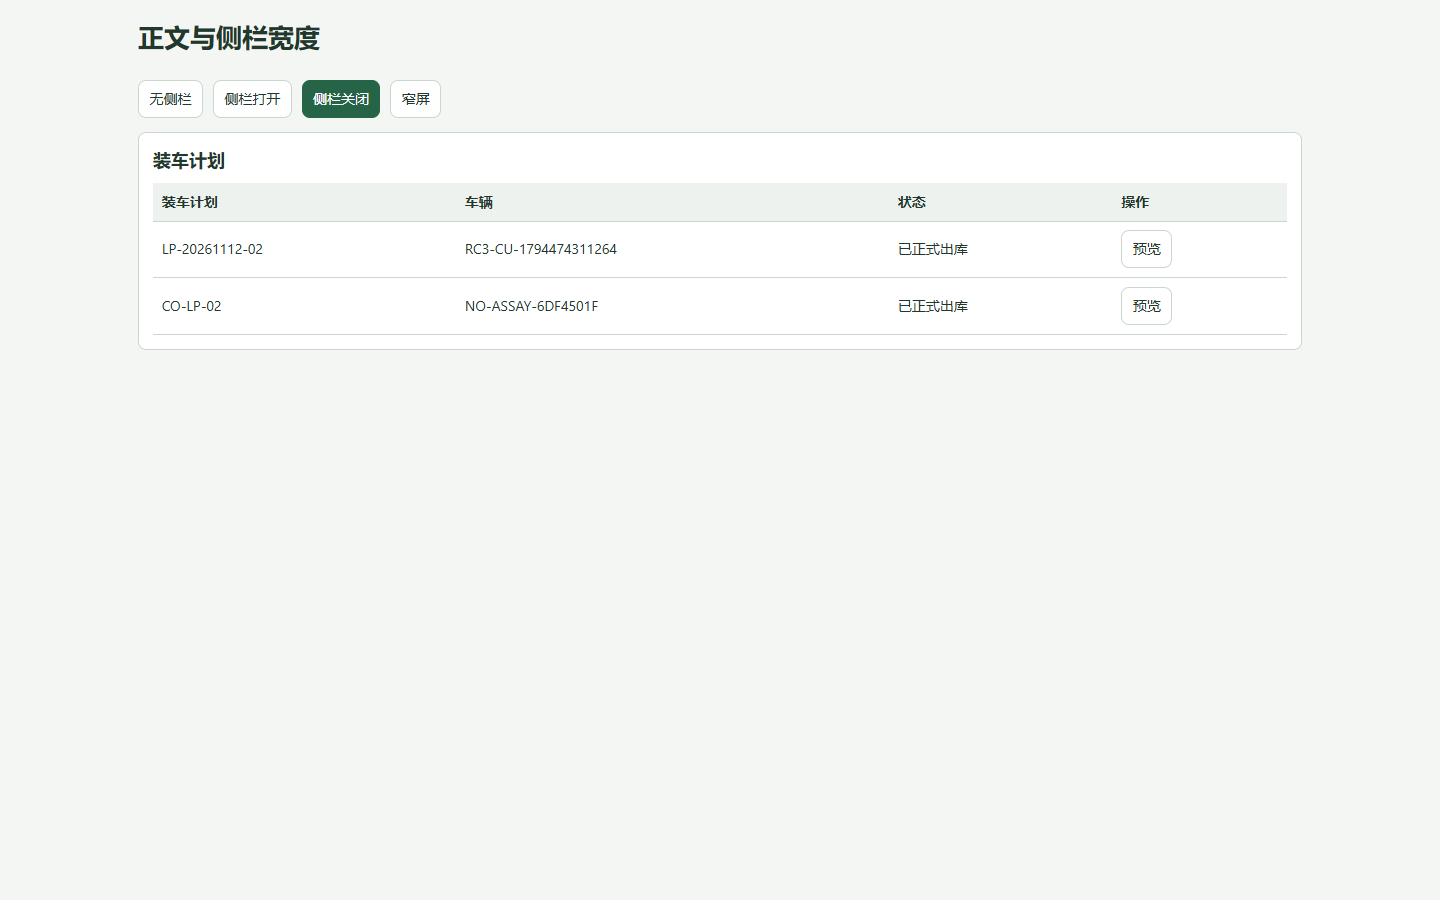 正文与侧栏宽度
无侧栏 侧栏打开 侧栏关闭 窄屏
装车计划
装车计划 车辆 状态 操作
LP-20261112-02 RC3-CU-1794474311264 已正式出库 预览
CO-LP-02 NO-ASSAY-6DF4501F 已正式出库 预览